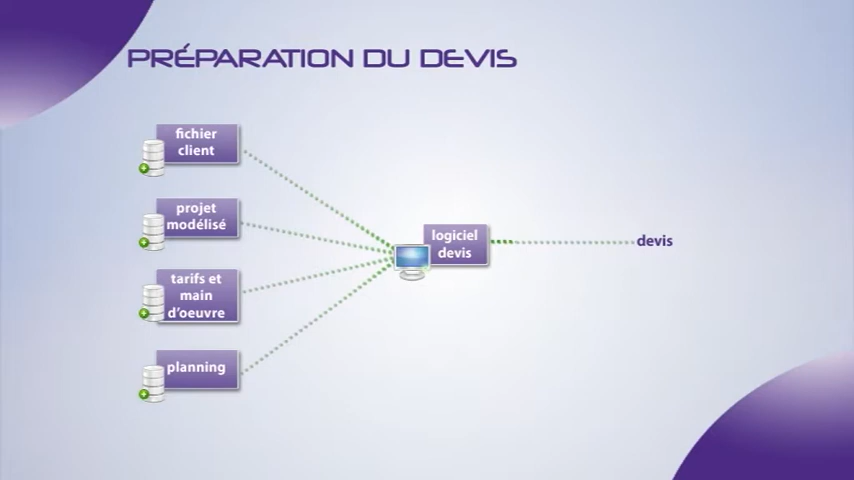 PRÉPARATION DU DEVIS
fichier
client
projet
modélisé
tarifs et
main
d'oeuvre
planning
logiciel
devis
devis